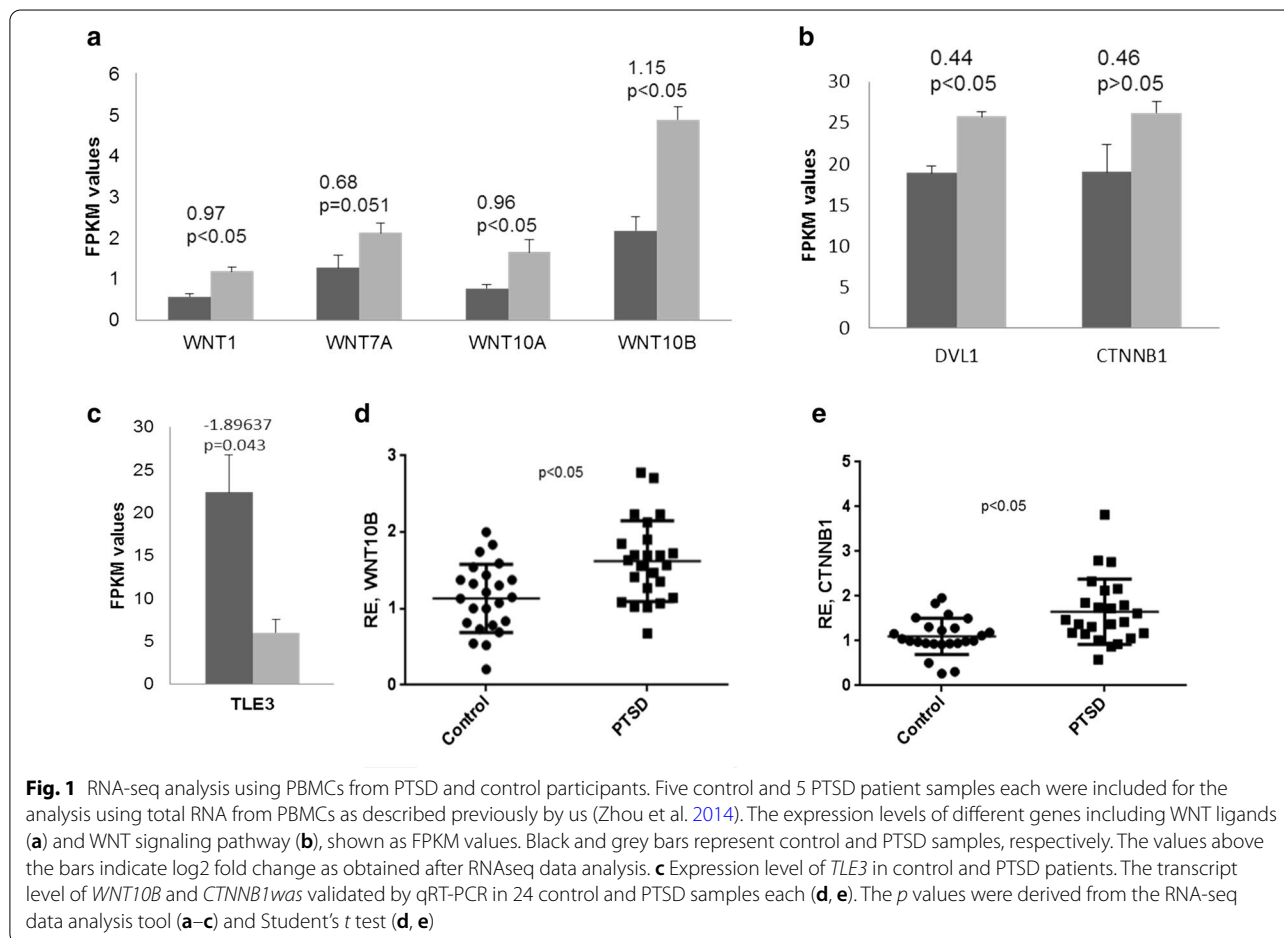 a
FPKM values
6
5
4
3
2
1
0
0.97
p<0.05
0.68
p=0.051
0.96
p<0.05
1.15
p<0.05
WNT1 WNT7A WNT10A WNT10B
b
FPKM values
30
25
20
15
10
5
0
0.44
p<0.05
0.46
p>0.05
DVL1 CTNNB1
c
FPKM values
30
25
20
15
10
5
0
-1.89637
p=0.043
TLE3
d
RE, WNT10B
3
2
1
0
p<0.05
Control PTSD
e
RE, CTNNB1
5
4
3
2
1
0
p<0.05
Control PTSD
Fig. 1 RNA-seq analysis using PBMCs from PTSD and control participants. Five control and 5 PTSD patient samples each were included for the
analysis using total RNA from PBMCs as described previously by us (Zhou et al. 2014). The expression levels of different genes including WNT ligands
(a) and WNT signaling pathway (b), shown as FPKM values. Black and grey bars represent control and PTSD samples, respectively. The values above
the bars indicate log2 fold change as obtained after RNAseq data analysis. c Expression level of TLE3 in control and PTSD patients. The transcript
level of WNT10B and CTNNB1was validated by qRT-PCR in 24 control and PTSD samples each (d, e). The p values were derived from the RNA-seq
data analysis tool (a–c) and Student's t test (d, e)